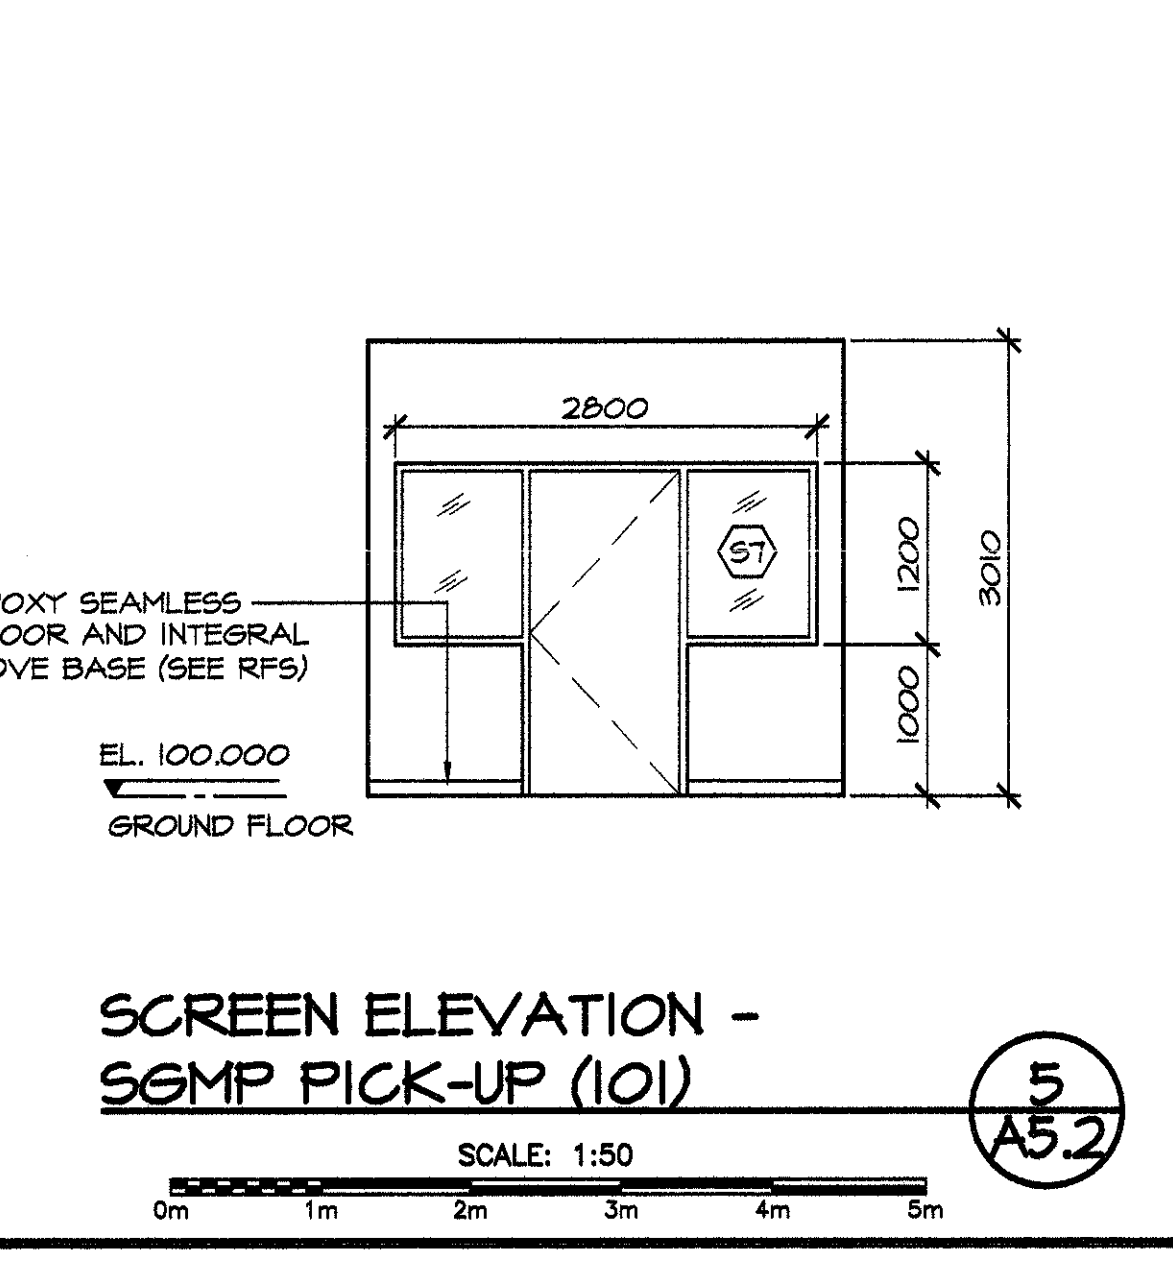 2800
S7
1200
3010
1000
OXY SEAMLESS
OOR AND INTEGRAL
OVE BASE (SEE RFS)
EL. 100.000
GROUND FLOOR
SCREEN ELEVATION -
SGMP PICK-UP (101)
5
A5.2
SCALE: 1:50
0m 1m 2m 3m 4m 5m